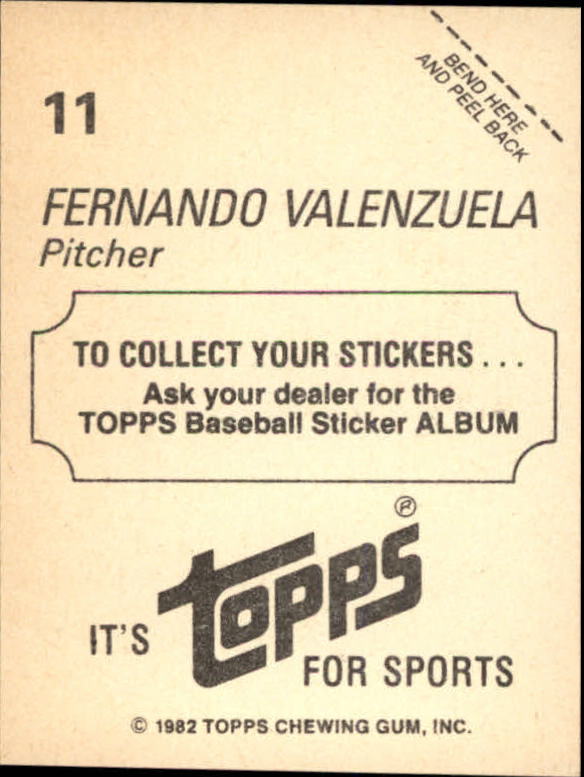 11
BEND HERE
AND PEEL BACK
FERNANDO VALENZUELA
Pitcher
TO COLLECT YOUR STICKERS...
Ask your dealer for the
TOPPS Baseball Sticker ALBUM
IT'S topps® FOR SPORTS
© 1982 TOPPS CHEWING GUM, INC.